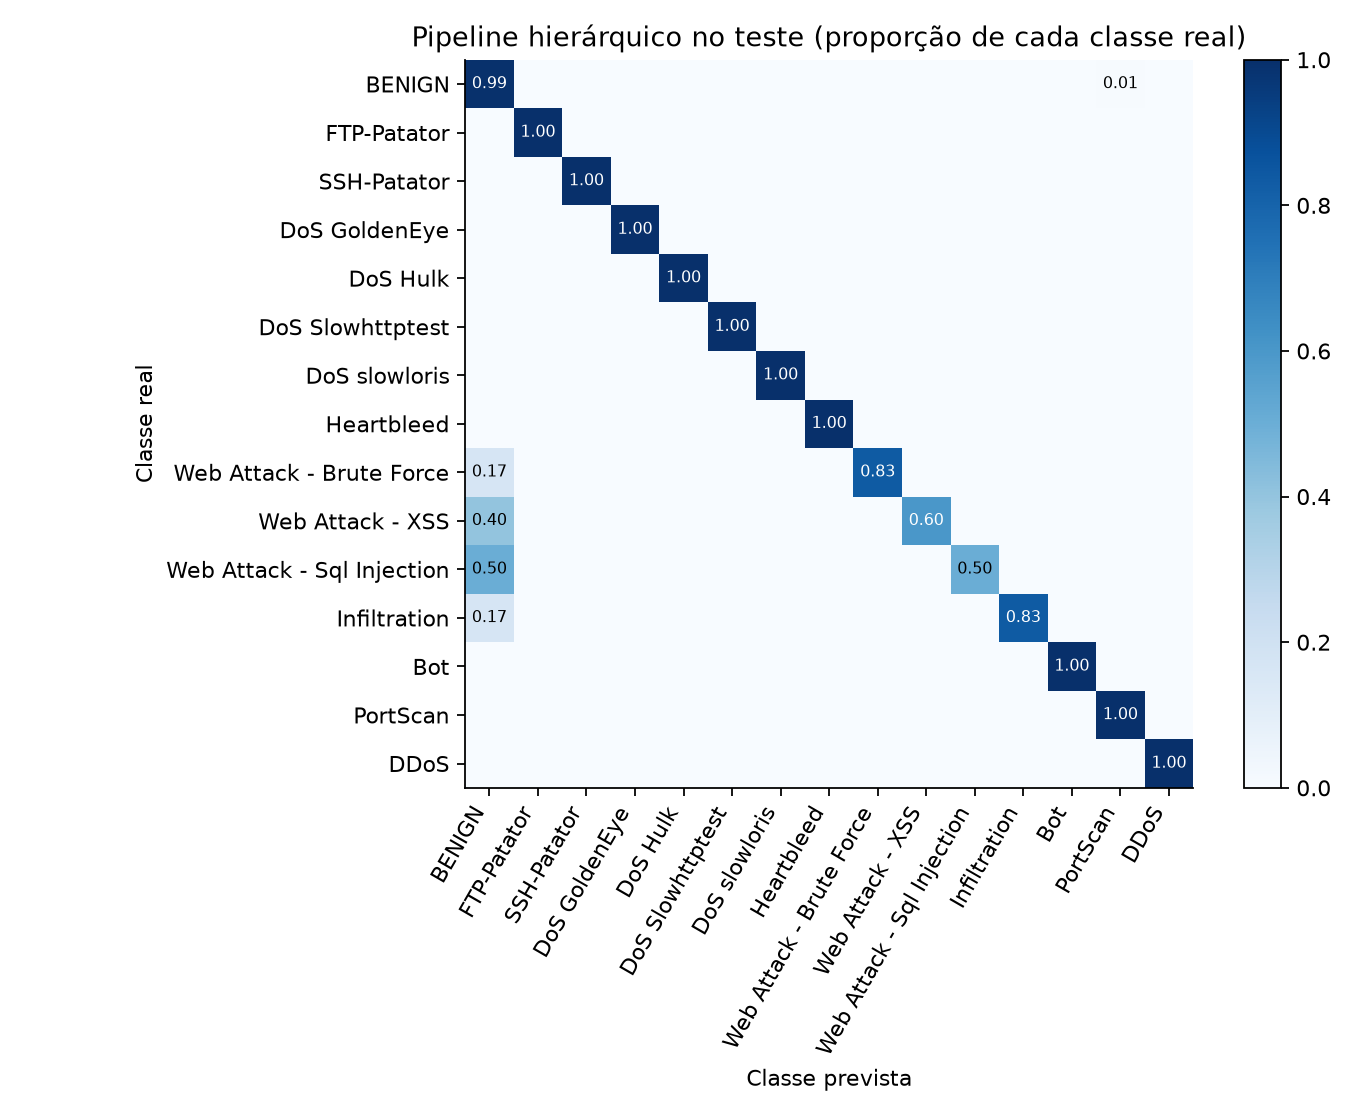 Pipeline hierárquico no teste (proporção de cada classe real)
BENIGN 0.99 0.01
FTP-Patator 1.00
SSH-Patator 1.00
DoS GoldenEye 1.00
DoS Hulk 1.00
DoS Slowhttptest 1.00
DoS slowloris 1.00
Heartbleed 1.00
Web Attack - Brute Force 0.17 0.83
Web Attack - XSS 0.40 0.60
Web Attack - Sql Injection 0.50 0.50
Infiltration 0.17 0.83
Bot 1.00
PortScan 1.00
DDoS 1.00
Classe real
BENIGN
FTP-Patator
SSH-Patator
DoS GoldenEye
DoS Hulk
DoS Slowhttptest
DoS slowloris
Heartbleed
Web Attack - Brute Force
Web Attack - XSS
Web Attack - Sql Injection
Infiltration
Bot
PortScan
DDoS
Classe prevista
1.0
0.8
0.6
0.4
0.2
0.0